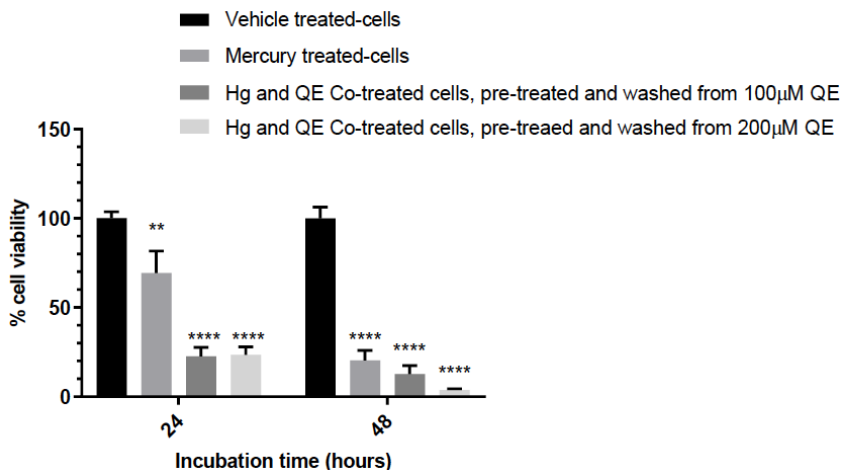 Vehicle treated-cells
Mercury treated-cells
Hg and QE Co-treated cells, pre-treated and washed from 100µM QE
Hg and QE Co-treated cells, pre-treaed and washed from 200µM QE
% cell viability
150
100
50
0
**
****
****
****
****
****
24
48
Incubation time (hours)